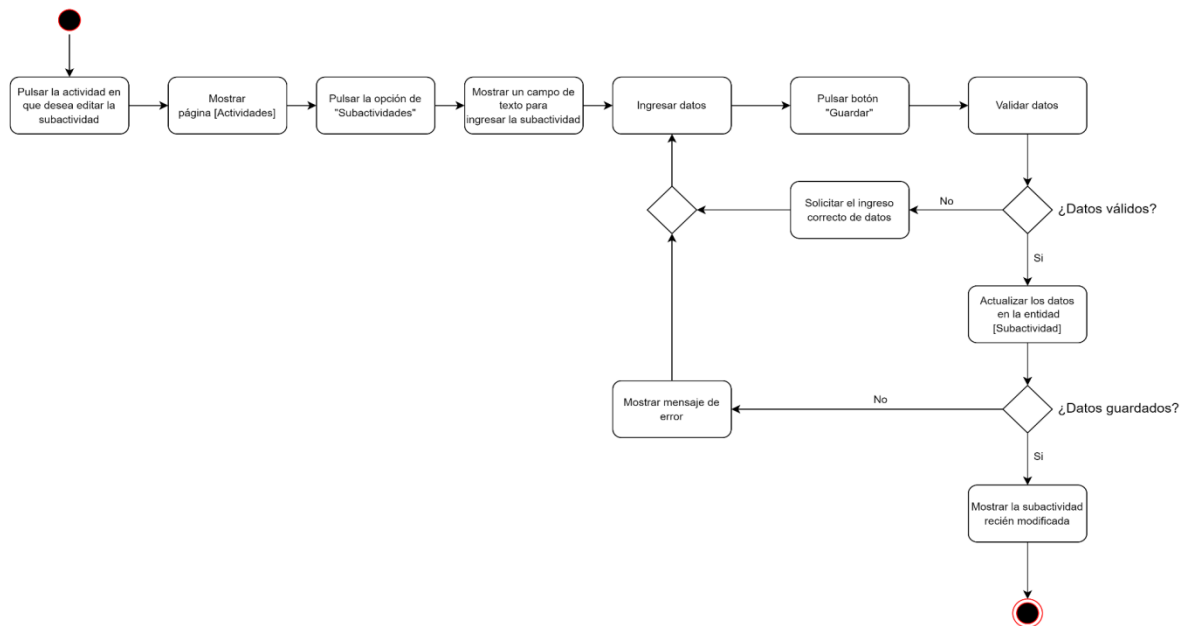 Pulsar la actividad en
que desea editar la
subactividad
Mostrar
página [Actividades]
Pulsar la opción de
"Subactividades"
Mostrar un campo de
texto para
ingresar la subactividad
Ingresar datos
Pulsar botón
"Guardar"
Validar datos
Solicitar el ingreso
correcto de datos
No
¿Datos válidos?
Si
Actualizar los datos
en la entidad
[Subactividad]
Mostrar mensaje de
error
No
¿Datos guardados?
Si
Mostrar la subactividad
recién modificada